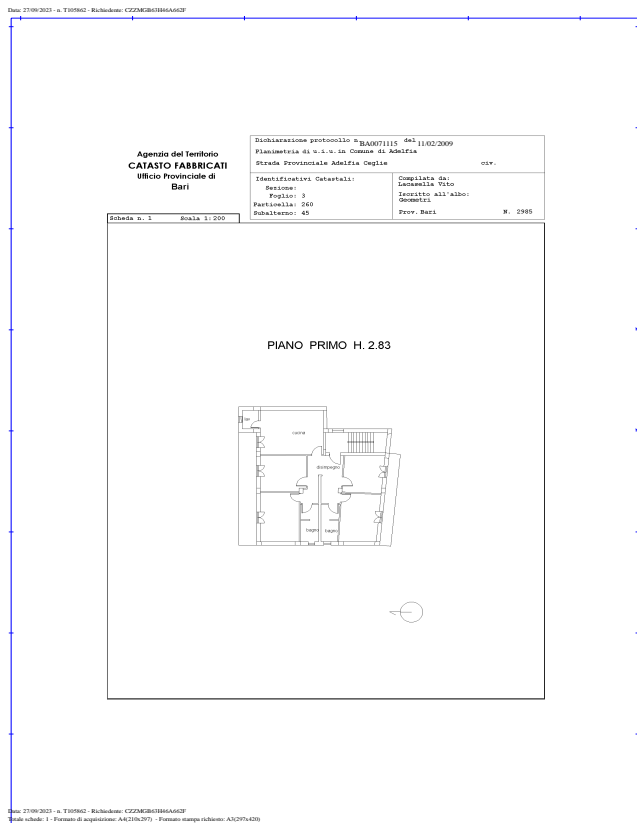 Data: 27/09/2023 - n. T105862 - Richiedente: CZZMGB63H46A662F
Agenzia del Territorio
CATASTO FABBRICATI
Ufficio Provinciale di
Bari
Dichiarazione protocollo n. BA0071115 del 11/02/2009
Planimetria di u.i.u. in Comune di Adelfia
Strada Provinciale Adelfia Ceglie civ.
Identificativi Catastali:
Sezione:
Foglio: 3
Particella: 260
Subalterno: 45
Compilata da:
Lacasella Vito
Iscritto all'albo:
Geometri
Prov. Bari N. 2985
Scheda n. 1 Scala 1:200
PIANO PRIMO H. 2.83
cucina
disimpegno
bagno
bagno
Data: 27/09/2023 - n. T105862 - Richiedente: CZZMGB63H46A662F
Totale schede: 1 - Formato di acquisizione: A4(210x297) - Formato stampa richiesto: A3(297x420)